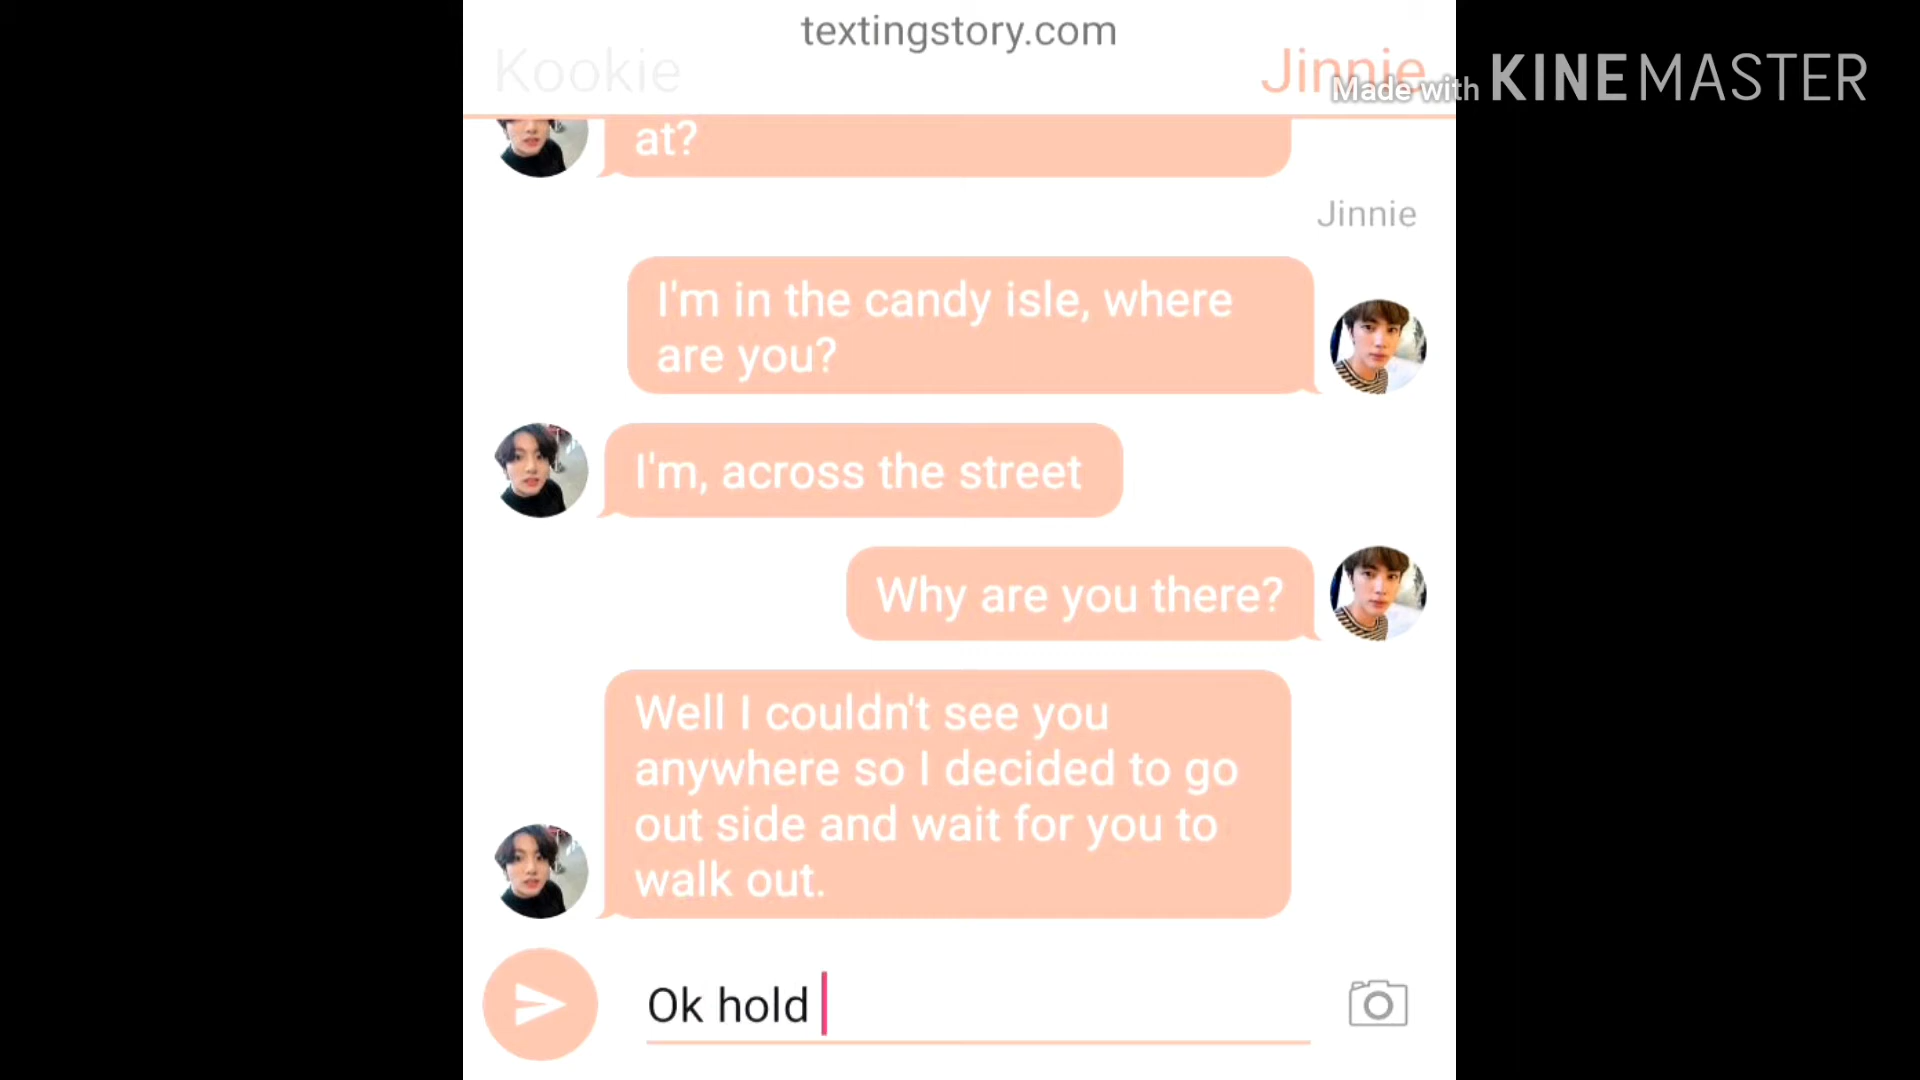 textingstory.com
Kookie
Jinnie
Made with KINEMASTER
at?
Jinnie
I'm in the candy isle, where
are you?
I'm, across the street
Why are you there?
Well I couldn't see you
anywhere so I decided to go
out side and wait for you to
walk out.
Ok hold